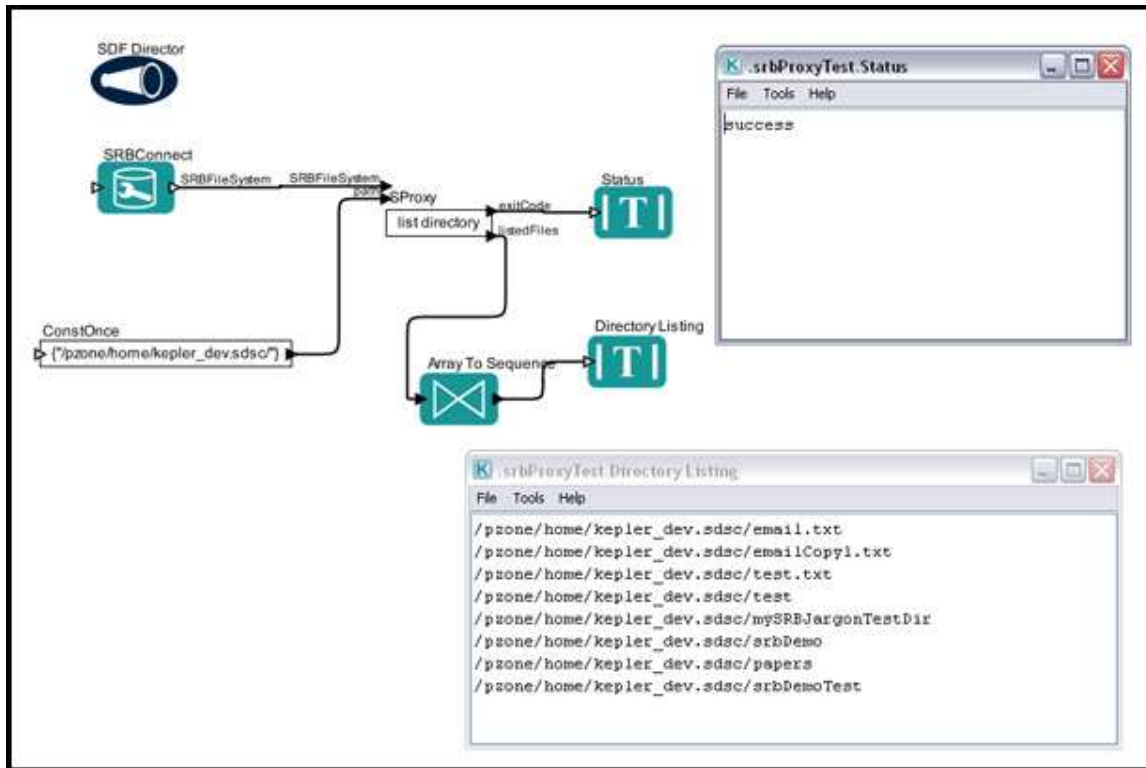 SDF Director
SRBConnect
SRBFileSystem
SRBFileSystem
path
SProxy
list directory
exitCode
listedFiles
Status
T
ConstOnce
{"/pzone/home/kepler_dev.sdsc/"}
Array To Sequence
Directory Listing
T
K .srbProxyTest.Status
File Tools Help
success
K .srbProxyTest Directory Listing
File Tools Help
/pzone/home/kepler_dev.sdsc/email.txt
/pzone/home/kepler_dev.sdsc/emailCopy1.txt
/pzone/home/kepler_dev.sdsc/test.txt
/pzone/home/kepler_dev.sdsc/test
/pzone/home/kepler_dev.sdsc/mySRBJargonTestDir
/pzone/home/kepler_dev.sdsc/srbDemo
/pzone/home/kepler_dev.sdsc/papers
/pzone/home/kepler_dev.sdsc/srbDemoTest